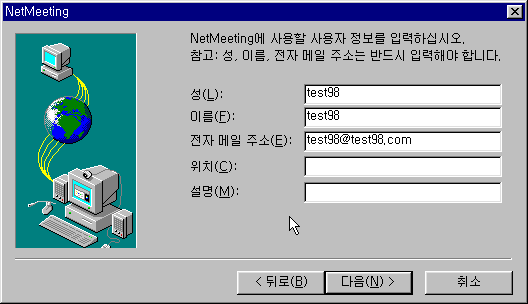 NetMeeting
NetMeeting에 사용할 사용자 정보를 입력하십시오.
참고: 성, 이름, 전자 메일 주소는 반드시 입력해야 합니다.
성(L): test98
이름(F): test98
전자 메일 주소(E): test98@test98.com
위치(C):
설명(M):
< 뒤로(B) 다음(N) > 취소